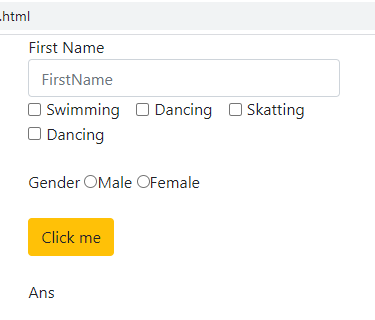 .html
First Name
FirstName
Swimming Dancing Skatting
Dancing
Gender Male Female
Click me
Ans